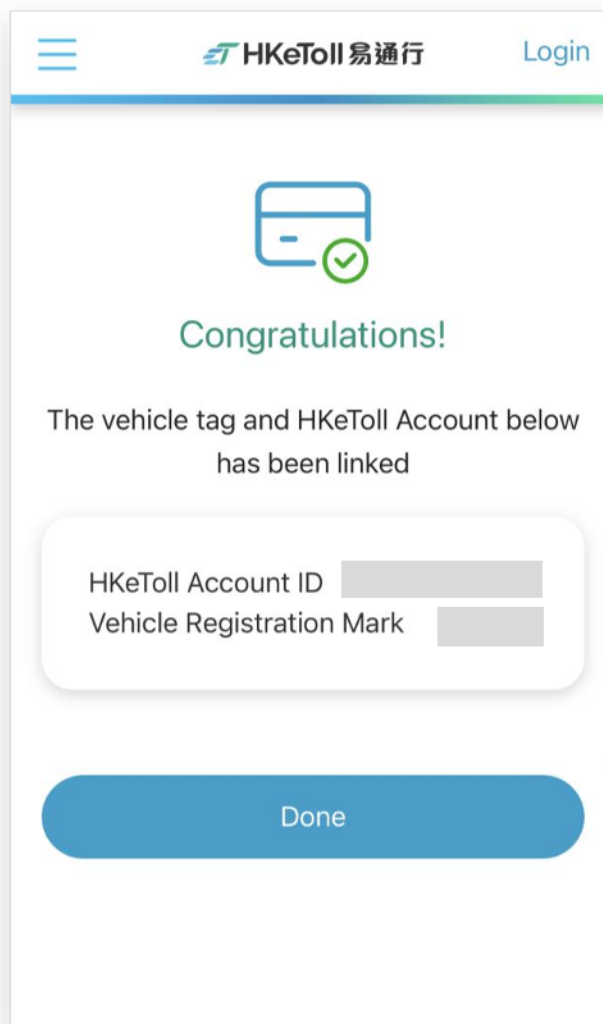 HKeToll 易通行
Login
Congratulations!
The vehicle tag and HKeToll Account below
has been linked
HKeToll Account ID
Vehicle Registration Mark
Done